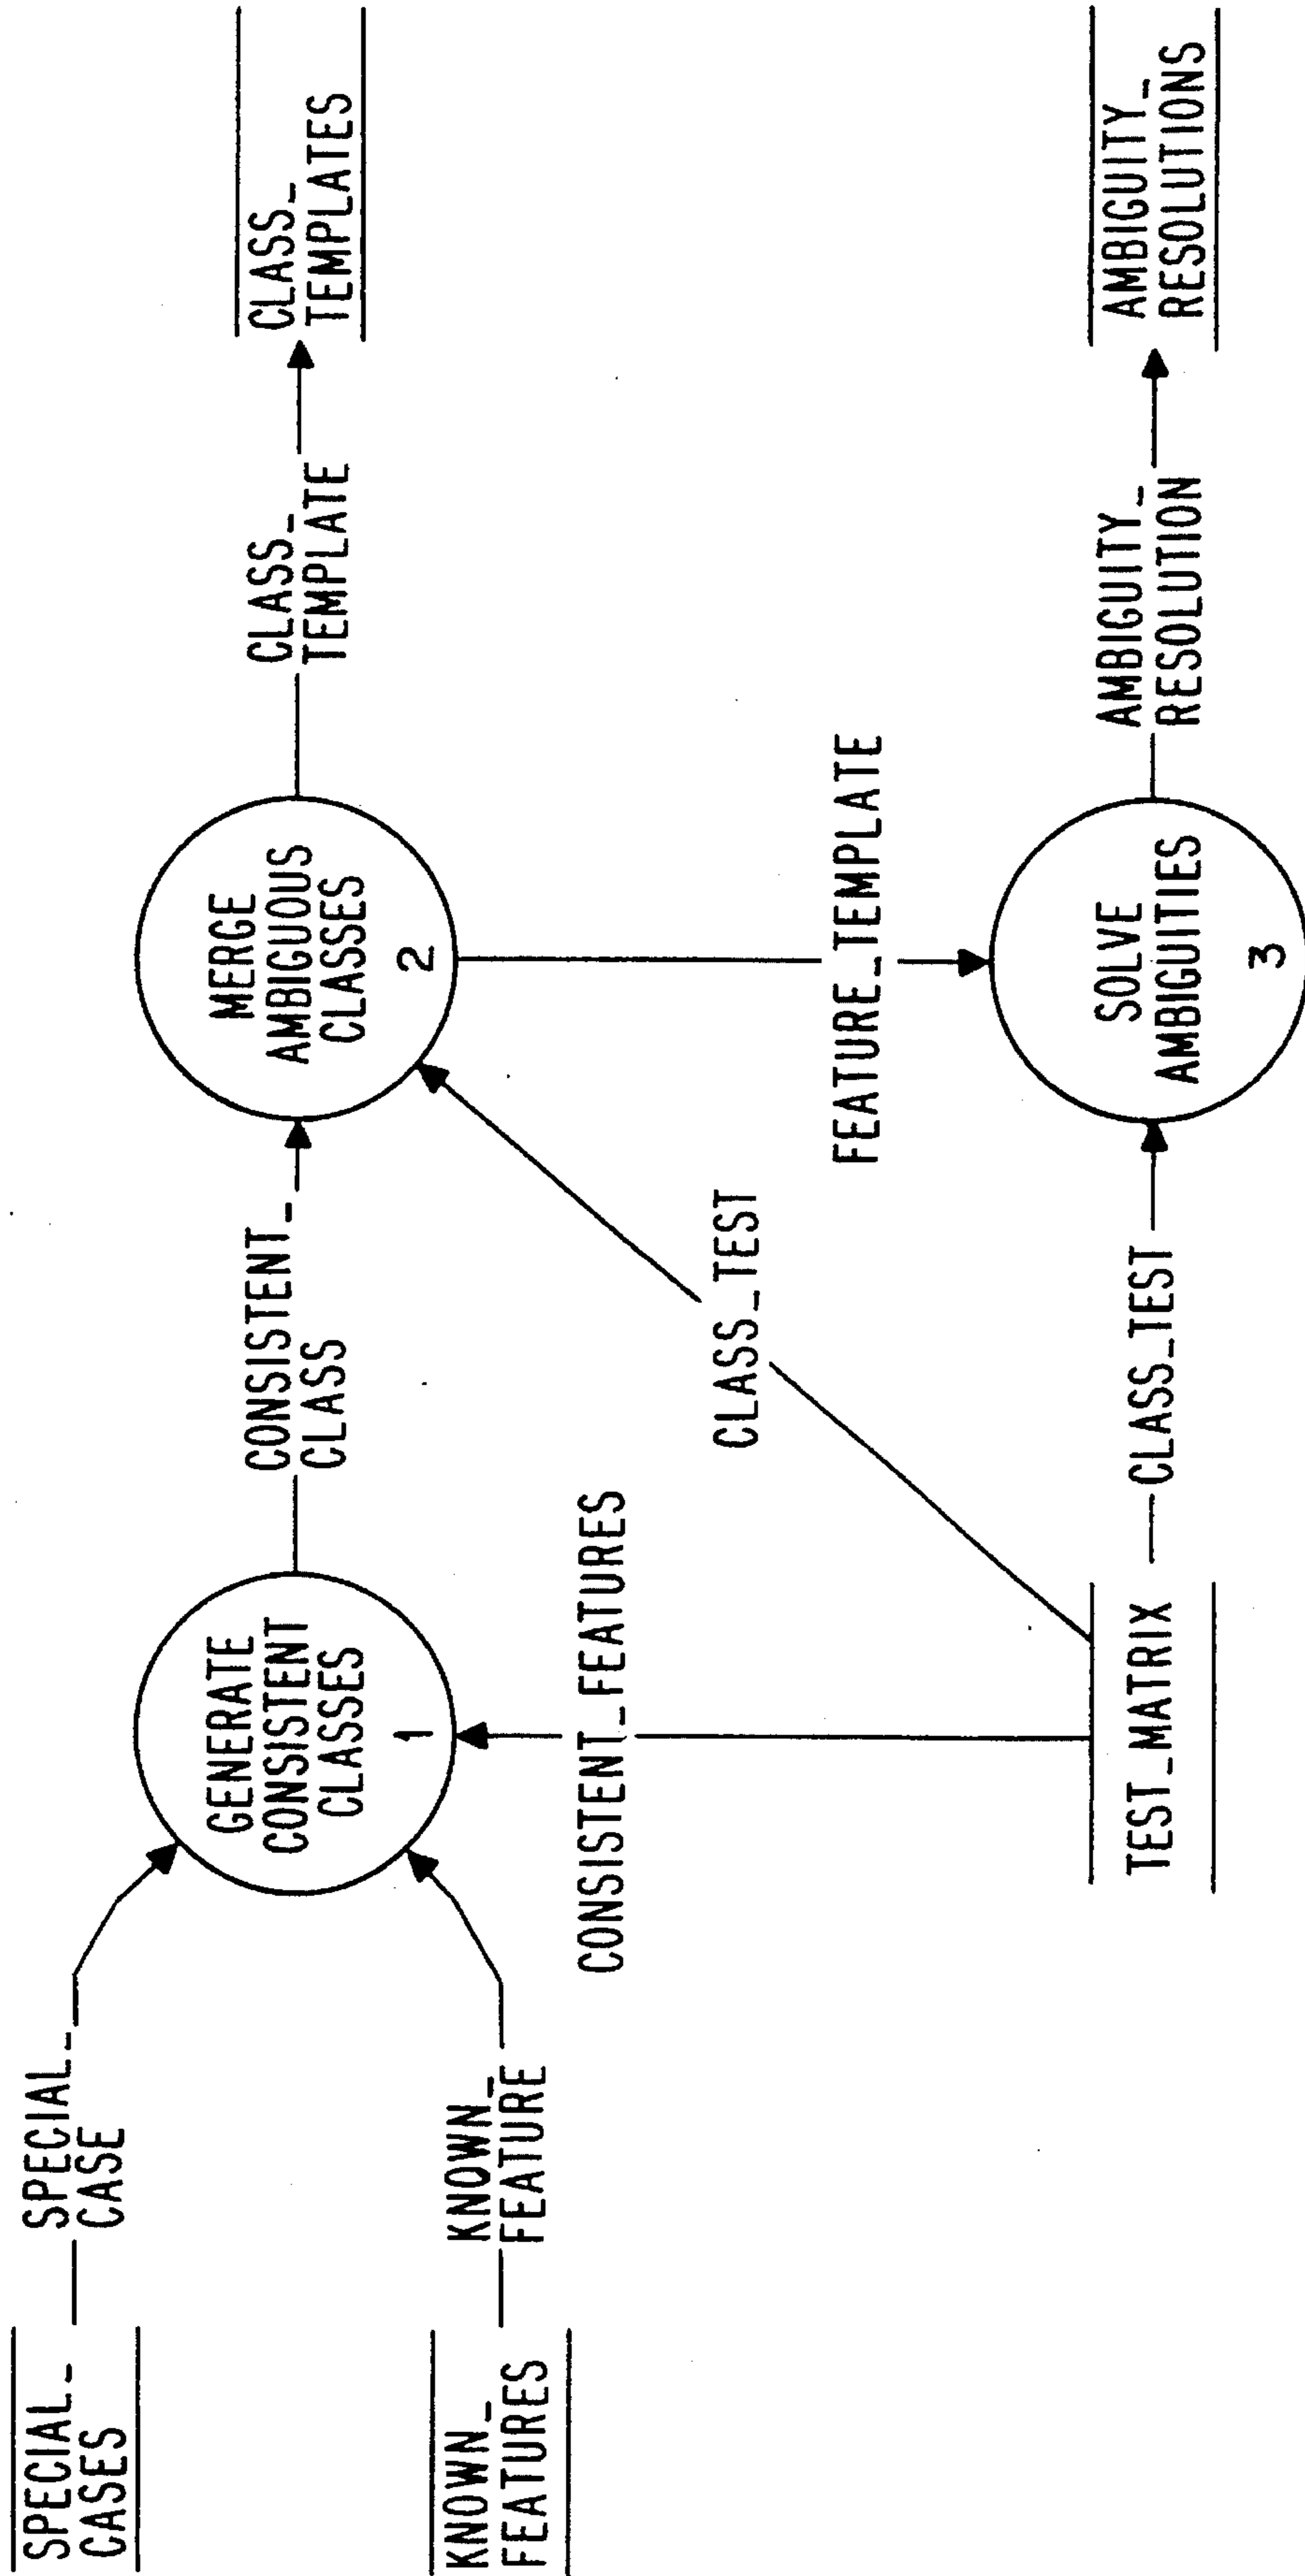 SPECIAL_
CASES
SPECIAL_
CASE
KNOWN_
FEATURES
KNOWN_
FEATURE
GENERATE
CONSISTENT
CLASSES
1
CONSISTENT_
CLASS
MERGE
AMBIGUOUS
CLASSES
2
CLASS_
TEMPLATE
CLASS_
TEMPLATES
CONSISTENT_FEATURES
CLASS_TEST
FEATURE_TEMPLATE
TEST_MATRIX
CLASS_TEST
SOLVE
AMBIGUITIES
3
AMBIGUITY_
RESOLUTION
AMBIGUITY_
RESOLUTIONS